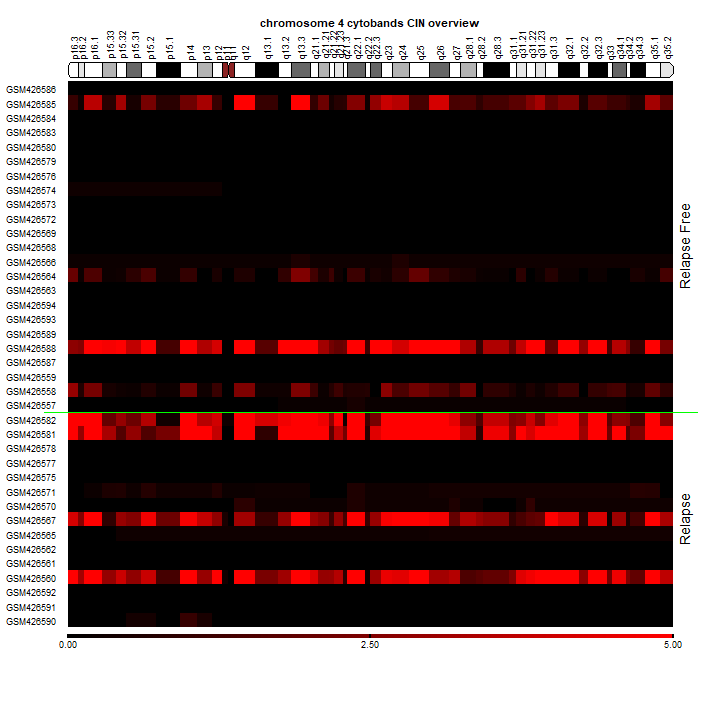 chromosome 4 cytobands CIN overview
p16.3
p16.2
p16.1
p15.33
p15.32
p15.31
p15.2
p15.1
p14
p13
p12
p11
q11
q12
q13.1
q13.2
q13.3
q21.1
q21.21
q21.22
q21.23
q21.3
q22.1
q22.2
q22.3
q23
q24
q25
q26
q27
q28.1
q28.2
q28.3
q31.1
q31.21
q31.22
q31.23
q31.3
q32.1
q32.2
q32.3
q33
q34.1
q34.2
q34.3
q35.1
q35.2
GSM426586
GSM426585
GSM426584
GSM426583
GSM426580
GSM426579
GSM426576
GSM426574
GSM426573
GSM426572
GSM426569
GSM426568
GSM426566
GSM426564
GSM426563
GSM426594
GSM426593
GSM426589
GSM426588
GSM426587
GSM426559
GSM426558
GSM426557
GSM426582
GSM426581
GSM426578
GSM426577
GSM426575
GSM426571
GSM426570
GSM426567
GSM426565
GSM426562
GSM426561
GSM426560
GSM426592
GSM426591
GSM426590
Relapse Free
Relapse
0.00
2.50
5.00